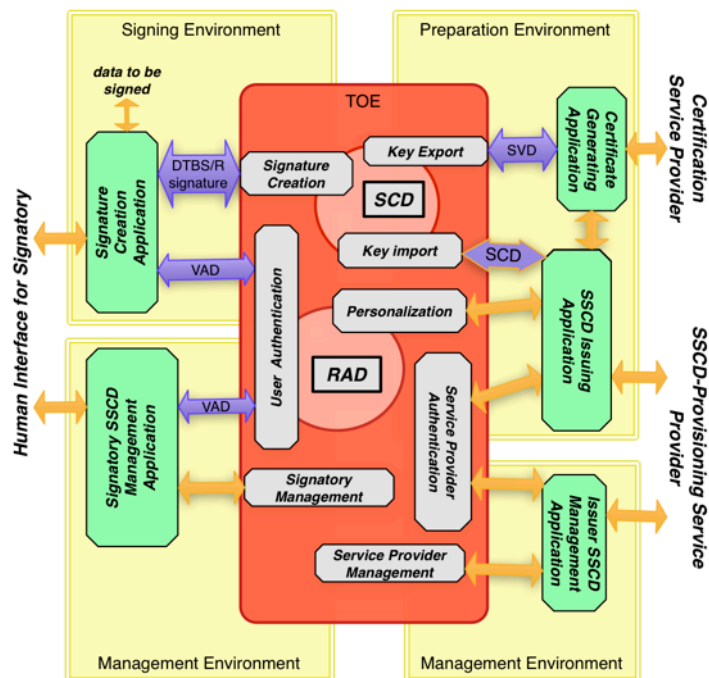 Signing Environment
Preparation Environment
data to be
signed
TOE
Certification
Service Provider
Certificate
Generating
Application
Key Export
SVD
DTBS/R
signature
Signature
Creation
SCD
Signature
Creation
Application
Key import
SCD
Human Interface for Signatory
VAD
User Authentication
Personalization
SSCD Issuing
Application
SSCD-Provisioning Service
Provider
RAD
Signatory SSCD
Management
Application
VAD
Service Provider
Authentication
Signatory
Management
Issuer SSCD
Management
Application
Service Provider
Management
Management Environment
Management Environment